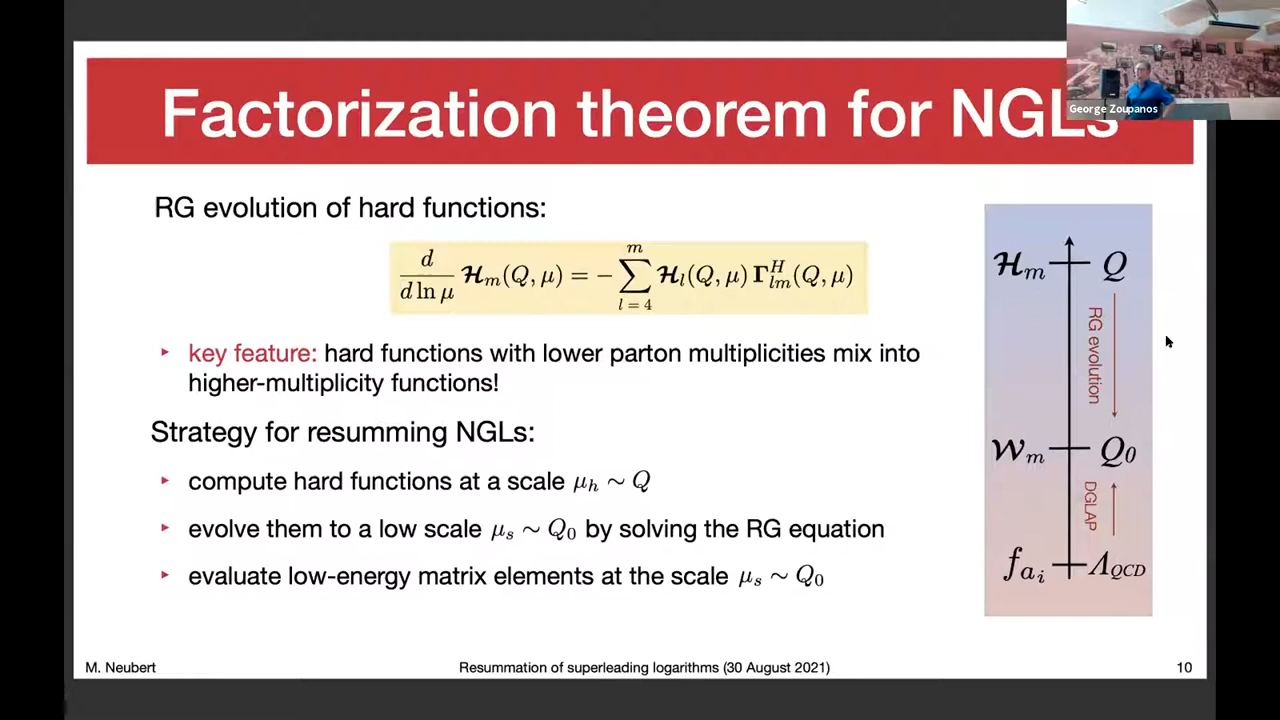 Factorization theorem for NGLs
George Zoupanos
RG evolution of hard functions:
d/(d ln μ) 𝓗_m(Q, μ) = − ∑_{l=4}^{m} 𝓗_l(Q, μ) Γ^H_{lm}(Q, μ)
‣ key feature: hard functions with lower parton multiplicities mix into
higher-multiplicity functions!
Strategy for resumming NGLs:
‣ compute hard functions at a scale μ_h ∼ Q
‣ evolve them to a low scale μ_s ∼ Q_0 by solving the RG equation
‣ evaluate low-energy matrix elements at the scale μ_s ∼ Q_0
𝓗_m Q
RG evolution
𝓦_m Q_0
DGLAP
f_{a_i} Λ_{QCD}
M. Neubert
Resummation of superleading logarithms (30 August 2021)
10